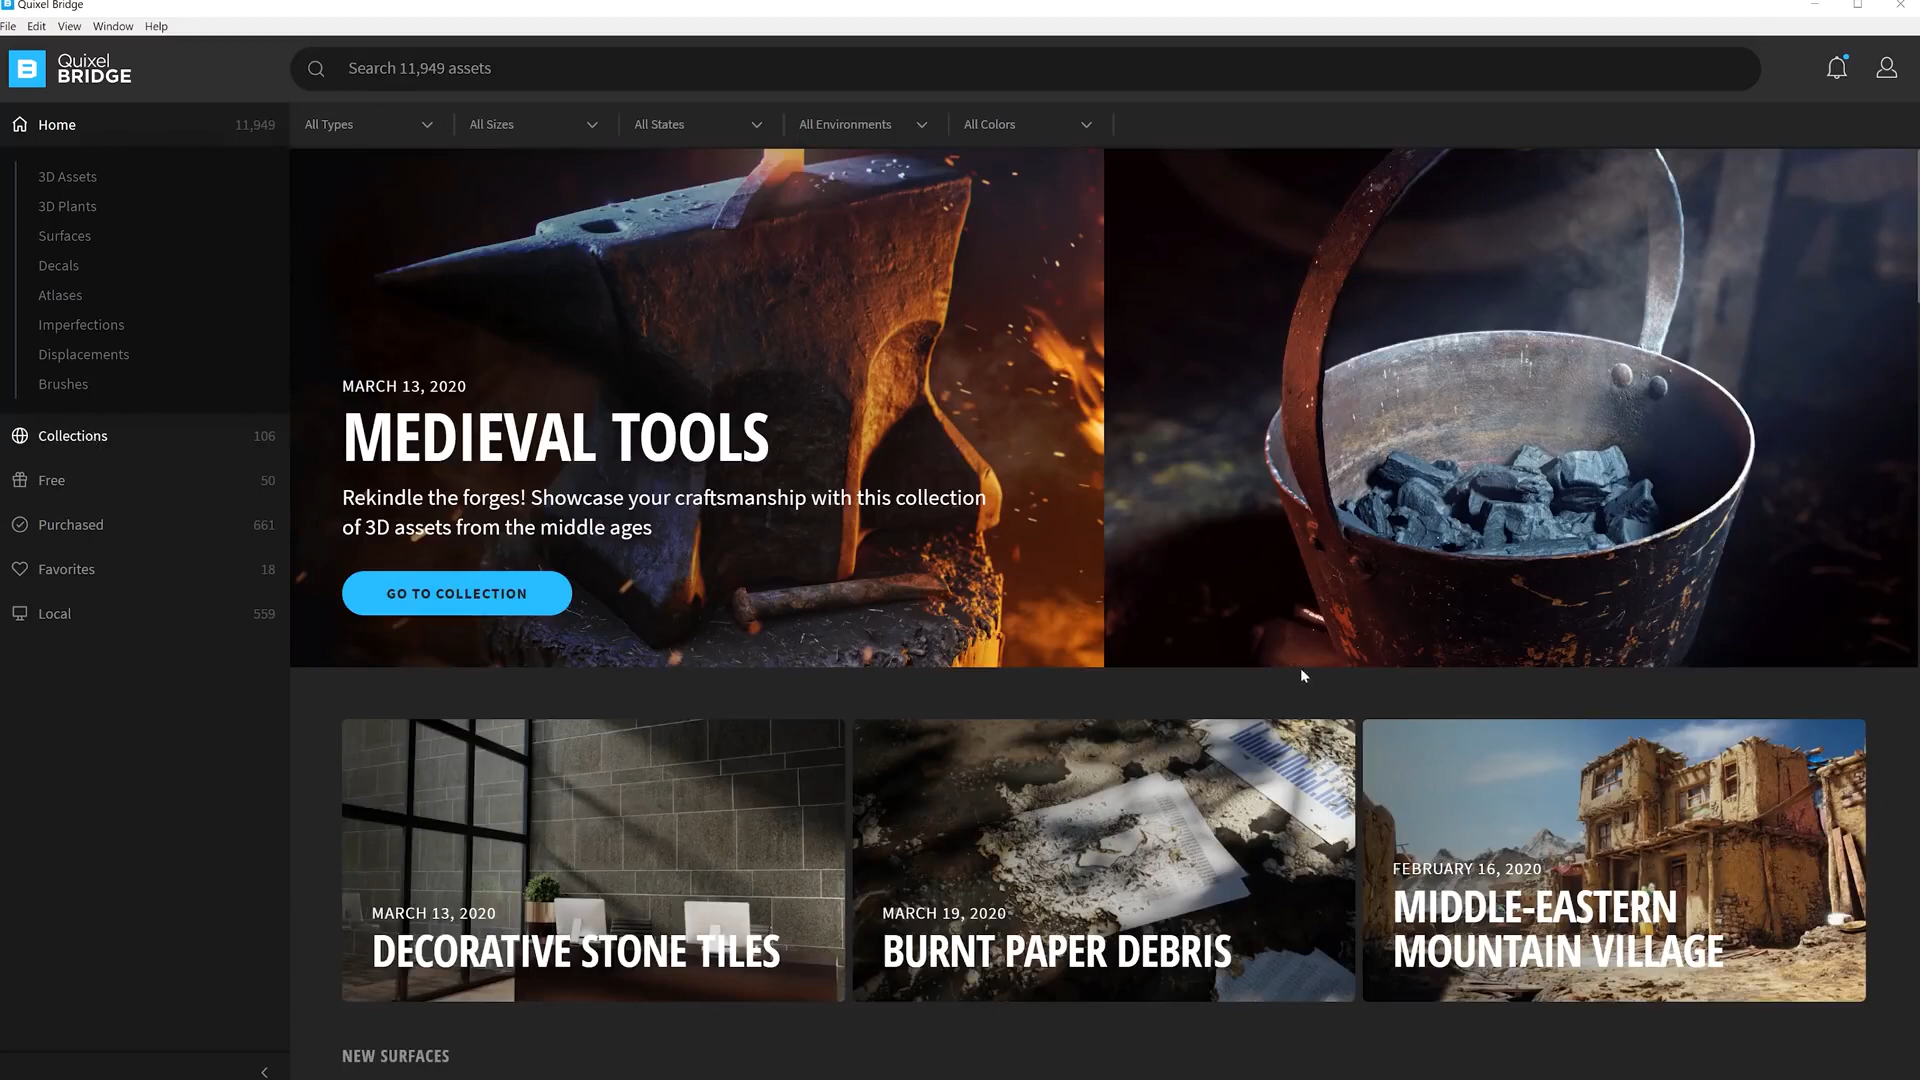 Quixel Bridge
File Edit View Window Help
Quixel
BRIDGE
Search 11,949 assets
Home 11,949
All Types All Sizes All States All Environments All Colors
3D Assets
3D Plants
Surfaces
Decals
Atlases
Imperfections
Displacements
Brushes
Collections 106
Free 50
Purchased 661
Favorites 18
Local 559
MARCH 13, 2020
MEDIEVAL TOOLS
Rekindle the forges! Showcase your craftsmanship with this collection
of 3D assets from the middle ages
GO TO COLLECTION
MARCH 13, 2020
DECORATIVE STONE TILES
MARCH 19, 2020
BURNT PAPER DEBRIS
FEBRUARY 16, 2020
MIDDLE-EASTERN
MOUNTAIN VILLAGE
NEW SURFACES